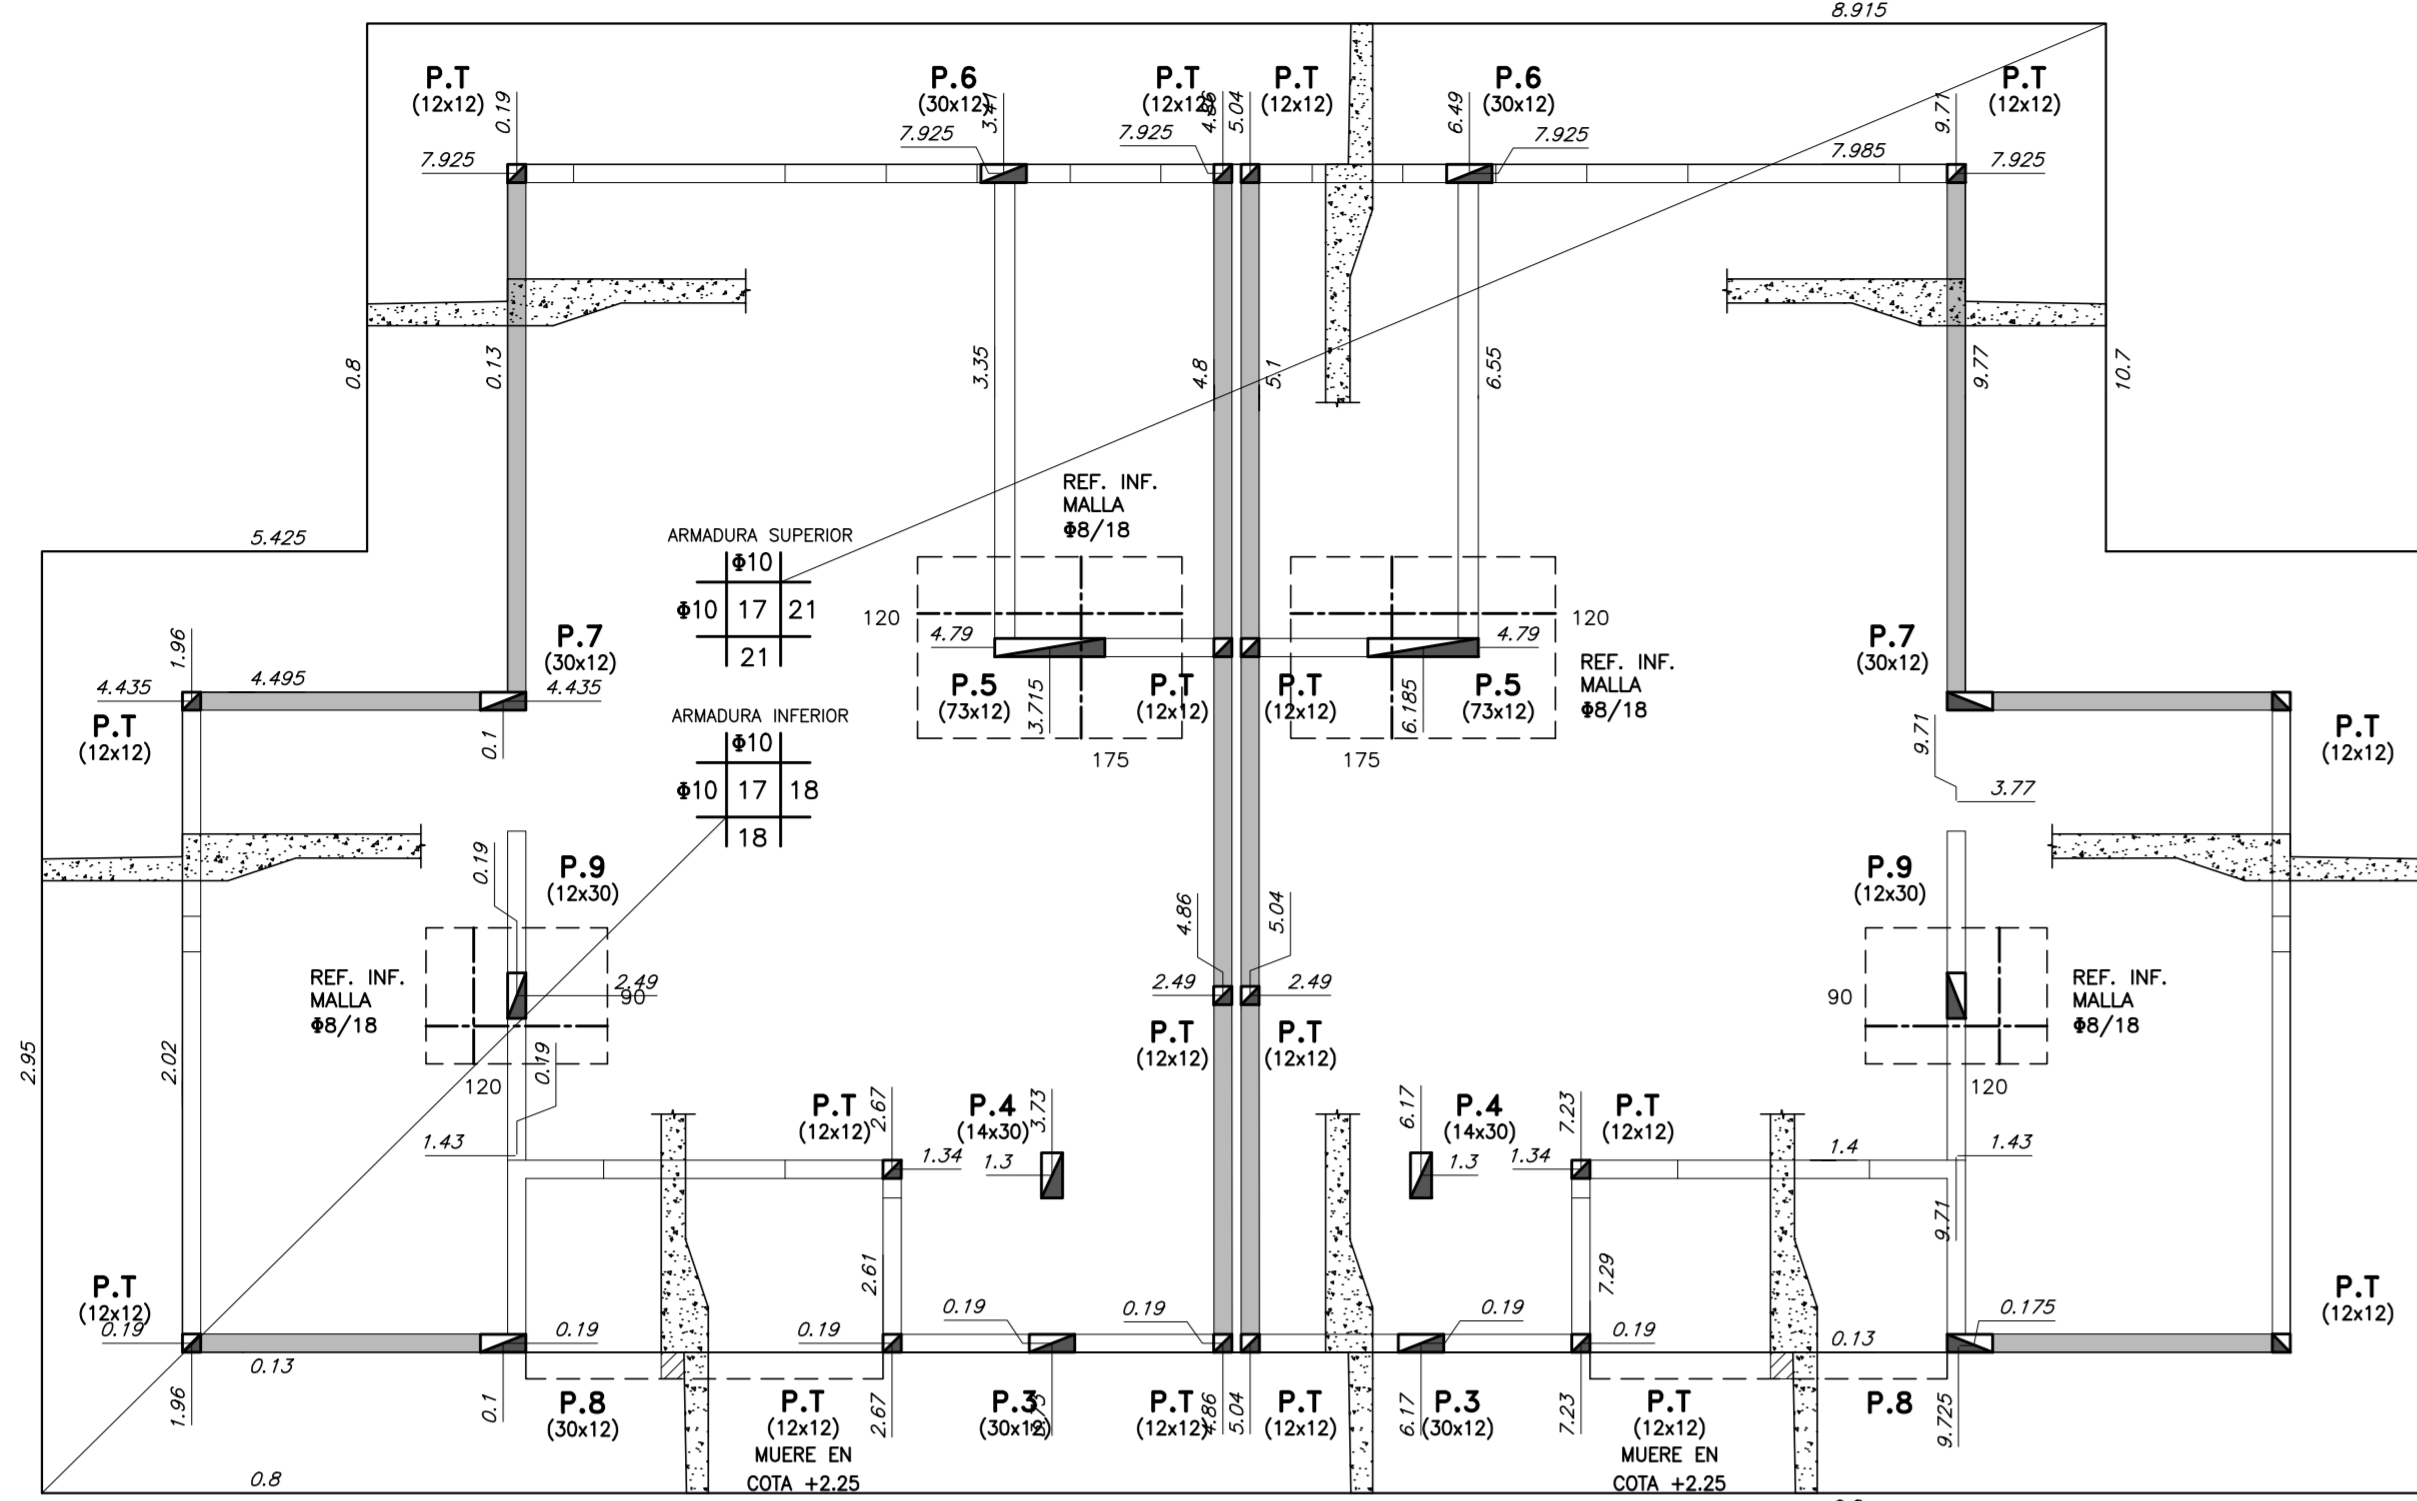 8.915
P.T
(12x12)
0.19
P.6
(30x12)
3.41
P.T
(12x12)
4.86
5.04
P.T
(12x12)
6.49
P.6
(30x12)
9.71
P.T
(12x12)
7.925
7.925
7.925
7.925
7.985
7.925
0.8
0.13
3.35
4.8
5.1
6.55
9.77
10.7
REF. INF.
MALLA
Φ8/18
5.425
ARMADURA SUPERIOR
Φ10
Φ10 17 21
21
120
120
1.96
P.7
(30x12)
4.79
4.79
P.7
(30x12)
REF. INF.
MALLA
Φ8/18
4.435
4.495
4.435
P.5
(73x12)
3.715
P.T
(12x12)
P.T
(12x12)
6.185
P.5
(73x12)
P.T
(12x12)
0.1
ARMADURA INFERIOR
Φ10
Φ10 17 18
18
175
175
9.71
3.77
P.T
(12x12)
0.19
P.9
(12x30)
4.86
5.04
P.9
(12x30)
REF. INF.
MALLA
Φ8/18
2.49
90
2.49
2.49
90
REF. INF.
MALLA
Φ8/18
2.95
2.02
120
0.19
P.T
(12x12)
P.T
(12x12)
120
1.43
P.T
(12x12)
2.67
P.4
(14x30)
3.73
6.17
P.4
(14x30)
7.23
P.T
(12x12)
1.34
1.3
1.3
1.34
1.4
1.43
9.71
2.61
7.29
P.T
(12x12)
0.19
0.13
0.19
0.19
0.19
0.19
0.19
0.19
0.13
0.175
P.T
(12x12)
1.96
0.1
P.8
(30x12)
P.T
(12x12)
MUERE EN
COTA +2.25
2.67
P.3
(30x12)
P.T
(12x12)
4.86
5.04
P.T
(12x12)
6.17
P.3
(30x12)
7.23
P.T
(12x12)
MUERE EN
COTA +2.25
P.8
9.725
0.8